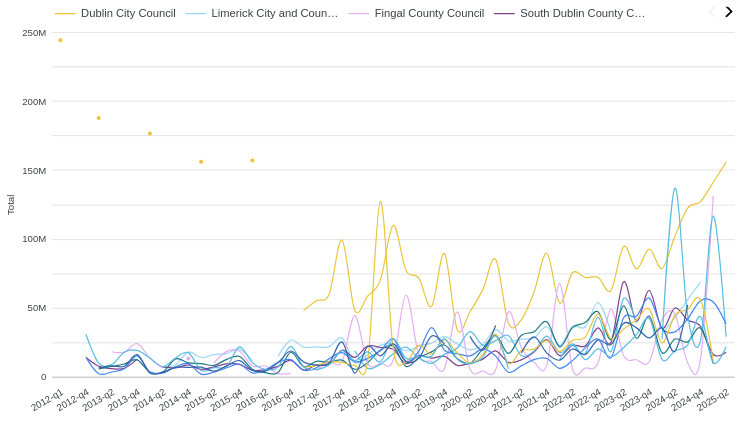 Dublin City Council
Limerick City and Coun…
Fingal County Council
South Dublin County C…
250M
200M
150M
100M
50M
0
Total
2012-q1
2012-q4
2013-q2
2013-q4
2014-q2
2014-q4
2015-q2
2015-q4
2016-q2
2016-q4
2017-q2
2017-q4
2018-q2
2018-q4
2019-q2
2019-q4
2020-q2
2020-q4
2021-q2
2021-q4
2022-q2
2022-q4
2023-q2
2023-q4
2024-q2
2024-q4
2025-q2